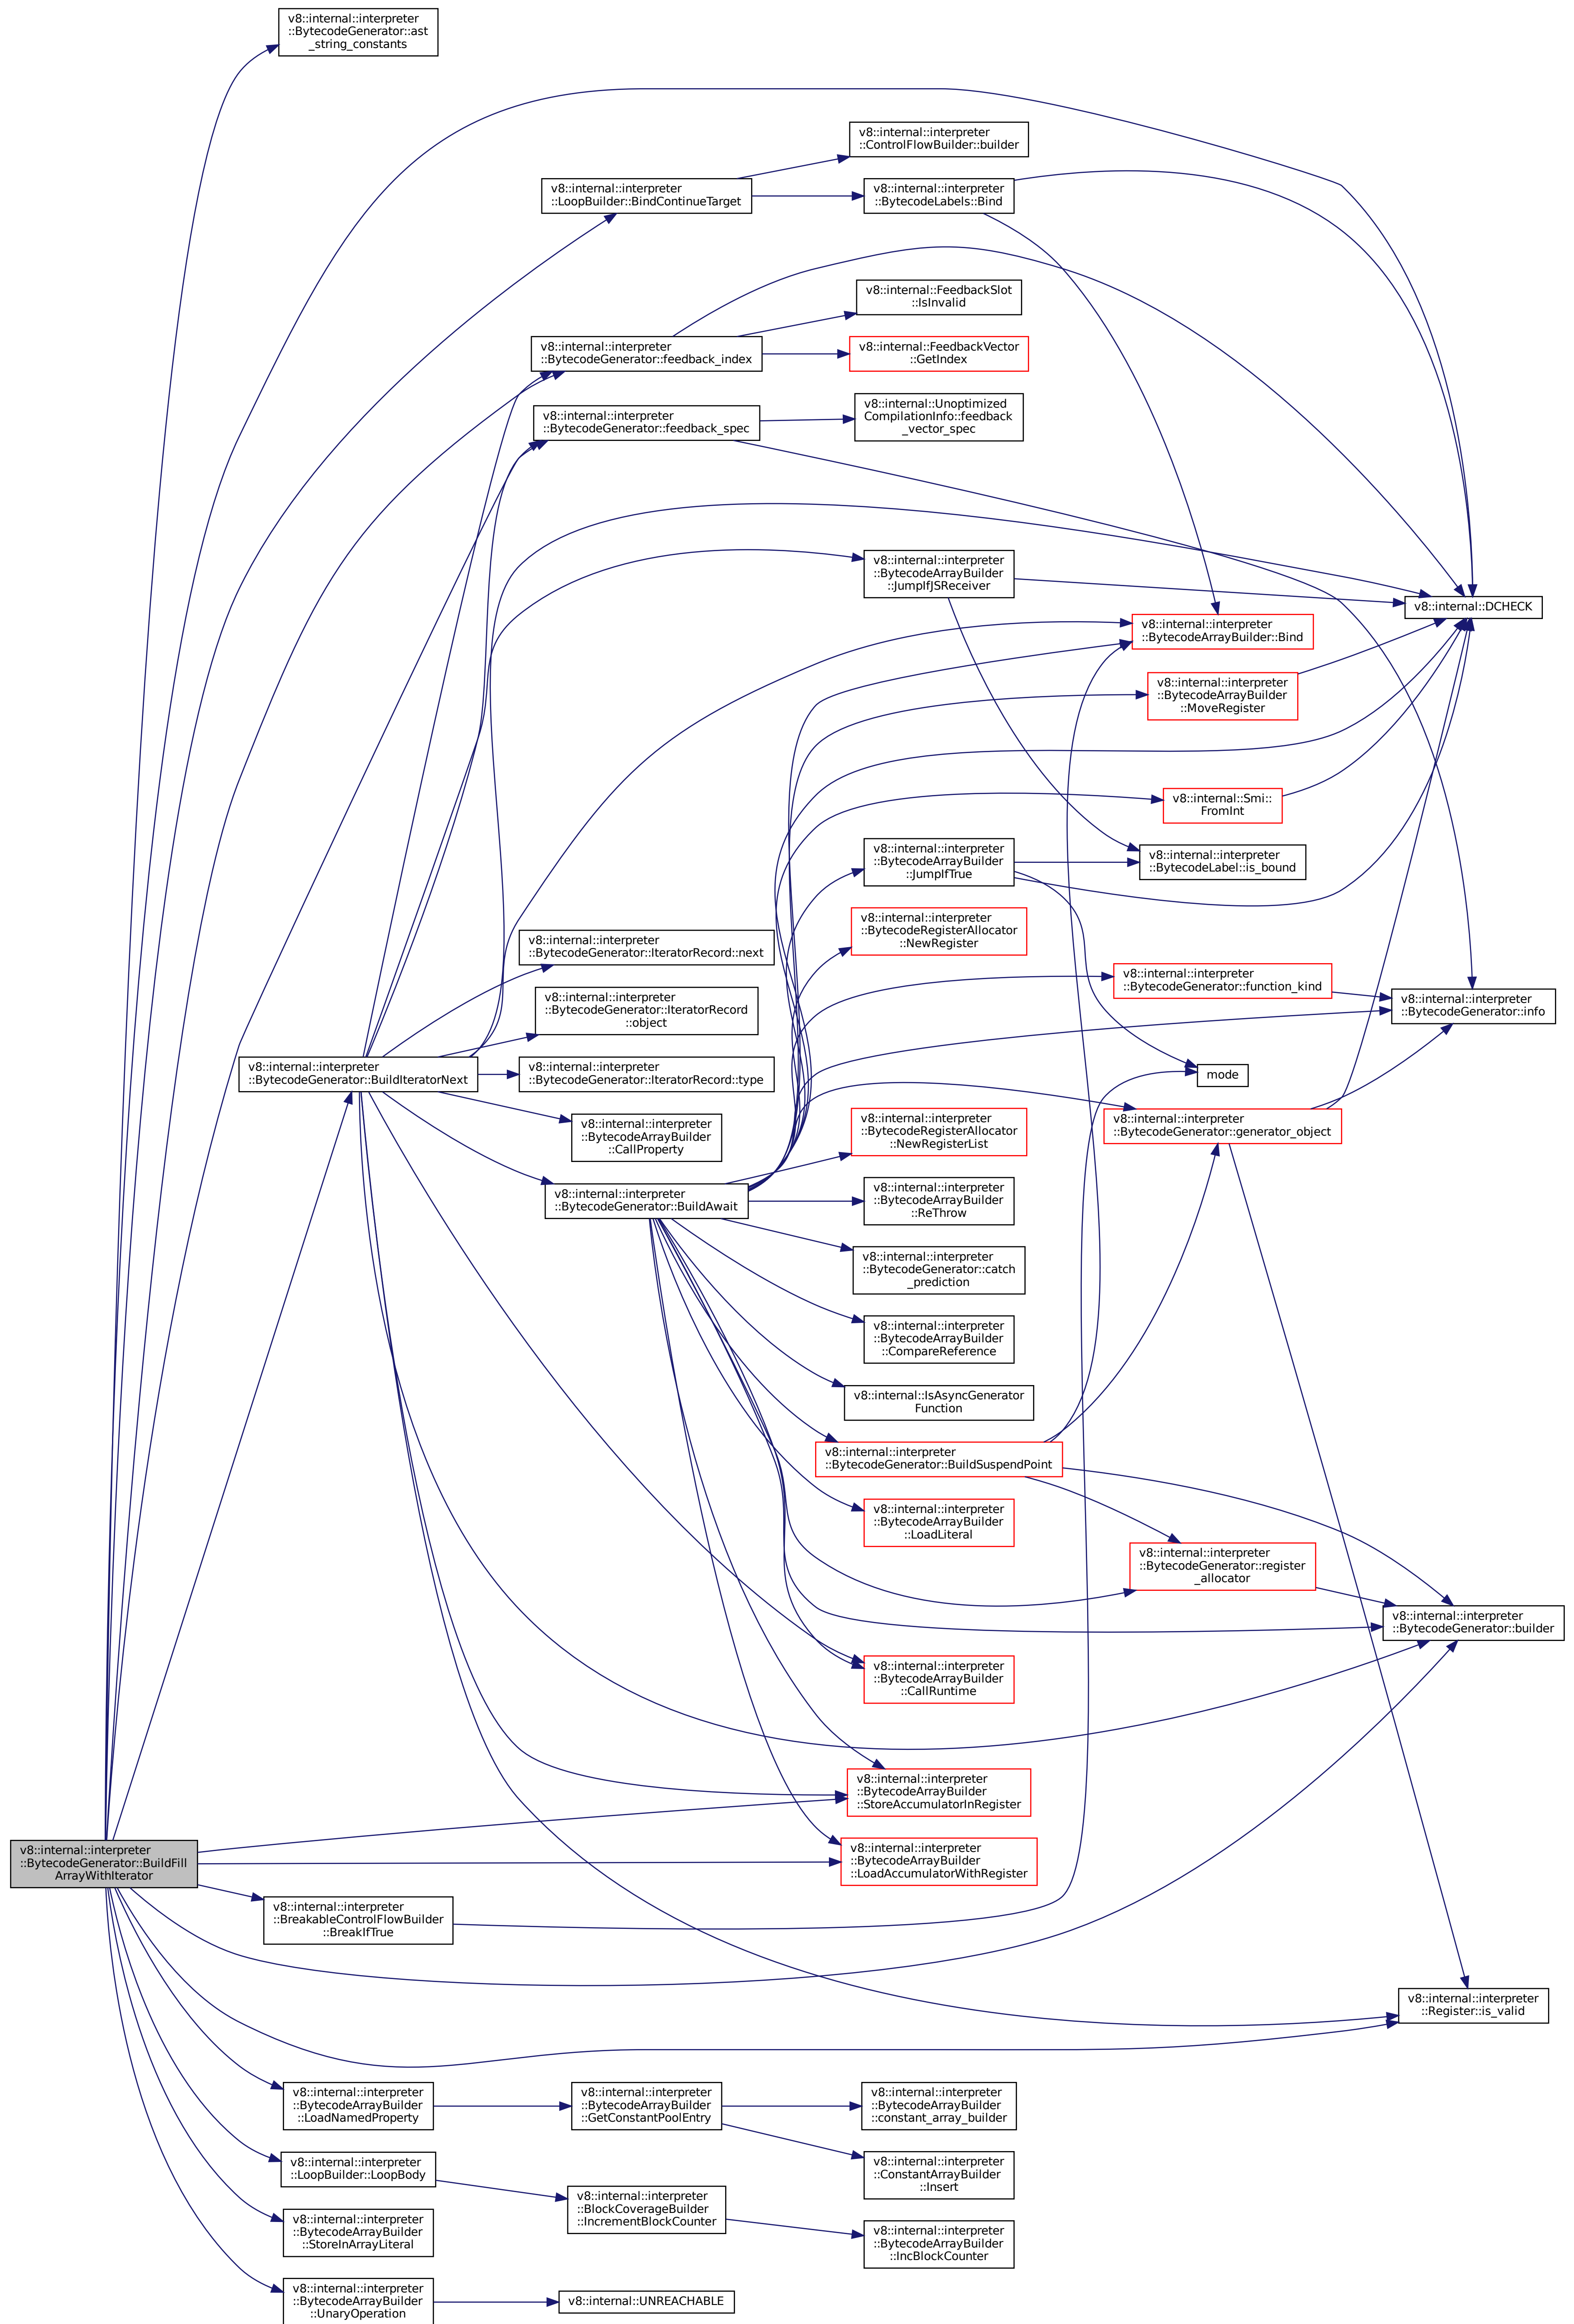 v8::internal::interpreter
::BytecodeGenerator::ast
_string_constants
v8::internal::interpreter
::ControlFlowBuilder::builder
v8::internal::interpreter
::LoopBuilder::BindContinueTarget
v8::internal::interpreter
::BytecodeLabels::Bind
v8::internal::FeedbackSlot
::IsInvalid
v8::internal::interpreter
::BytecodeGenerator::feedback_index
v8::internal::FeedbackVector
::GetIndex
v8::internal::interpreter
::BytecodeGenerator::feedback_spec
v8::internal::Unoptimized
CompilationInfo::feedback
_vector_spec
v8::internal::interpreter
::BytecodeArrayBuilder
::JumpIfJSReceiver
v8::internal::DCHECK
v8::internal::interpreter
::BytecodeArrayBuilder::Bind
v8::internal::interpreter
::BytecodeArrayBuilder
::MoveRegister
v8::internal::Smi::
FromInt
v8::internal::interpreter
::BytecodeArrayBuilder
::JumpIfTrue
v8::internal::interpreter
::BytecodeLabel::is_bound
v8::internal::interpreter
::BytecodeRegisterAllocator
::NewRegister
v8::internal::interpreter
::BytecodeGenerator::IteratorRecord::next
v8::internal::interpreter
::BytecodeGenerator::function_kind
v8::internal::interpreter
::BytecodeGenerator::IteratorRecord
::object
v8::internal::interpreter
::BytecodeGenerator::info
v8::internal::interpreter
::BytecodeGenerator::BuildIteratorNext
v8::internal::interpreter
::BytecodeGenerator::IteratorRecord::type
mode
v8::internal::interpreter
::BytecodeArrayBuilder
::CallProperty
v8::internal::interpreter
::BytecodeRegisterAllocator
::NewRegisterList
v8::internal::interpreter
::BytecodeGenerator::generator_object
v8::internal::interpreter
::BytecodeGenerator::BuildAwait
v8::internal::interpreter
::BytecodeArrayBuilder
::ReThrow
v8::internal::interpreter
::BytecodeGenerator::catch
_prediction
v8::internal::interpreter
::BytecodeArrayBuilder
::CompareReference
v8::internal::IsAsyncGenerator
Function
v8::internal::interpreter
::BytecodeGenerator::BuildSuspendPoint
v8::internal::interpreter
::BytecodeArrayBuilder
::LoadLiteral
v8::internal::interpreter
::BytecodeGenerator::register
_allocator
v8::internal::interpreter
::BytecodeGenerator::builder
v8::internal::interpreter
::BytecodeArrayBuilder
::CallRuntime
v8::internal::interpreter
::BytecodeArrayBuilder
::StoreAccumulatorInRegister
v8::internal::interpreter
::BytecodeGenerator::BuildFill
ArrayWithIterator
v8::internal::interpreter
::BytecodeArrayBuilder
::LoadAccumulatorWithRegister
v8::internal::interpreter
::BreakableControlFlowBuilder
::BreakIfTrue
v8::internal::interpreter
::Register::is_valid
v8::internal::interpreter
::BytecodeArrayBuilder
::LoadNamedProperty
v8::internal::interpreter
::BytecodeArrayBuilder
::GetConstantPoolEntry
v8::internal::interpreter
::BytecodeArrayBuilder
::constant_array_builder
v8::internal::interpreter
::LoopBuilder::LoopBody
v8::internal::interpreter
::ConstantArrayBuilder
::Insert
v8::internal::interpreter
::BlockCoverageBuilder
::IncrementBlockCounter
v8::internal::interpreter
::BytecodeArrayBuilder
::StoreInArrayLiteral
v8::internal::interpreter
::BytecodeArrayBuilder
::IncBlockCounter
v8::internal::interpreter
::BytecodeArrayBuilder
::UnaryOperation
v8::internal::UNREACHABLE